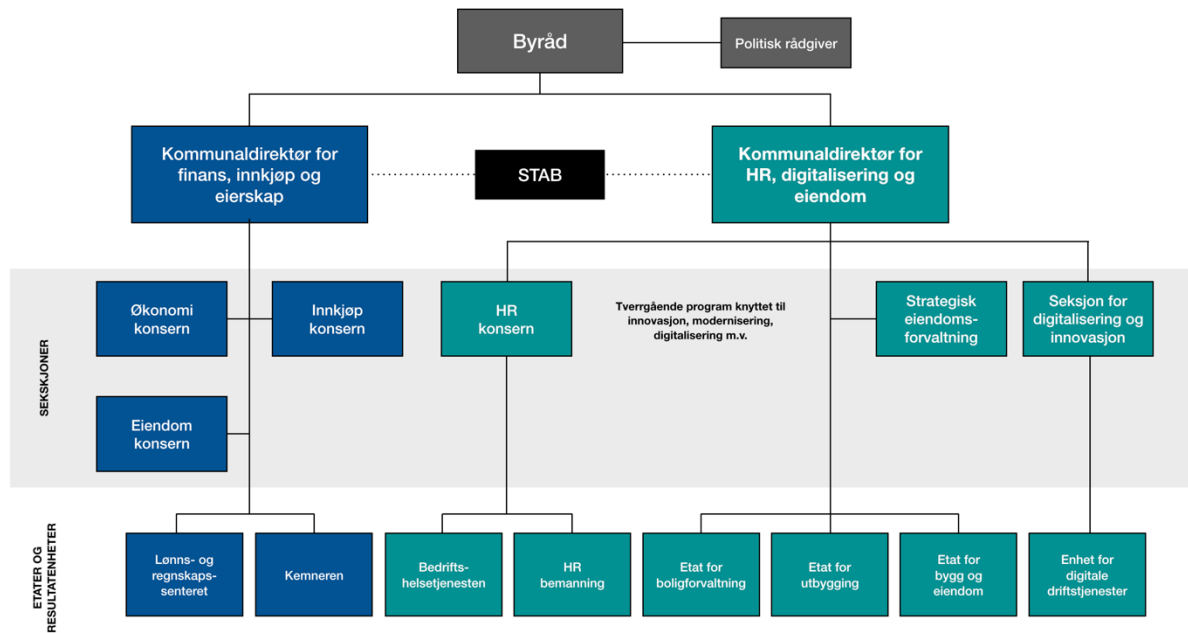 Byråd
Politisk rådgiver
Kommunaldirektør for
finans, innkjøp og
eierskap
STAB
Kommunaldirektør for
HR, digitalisering og
eiendom
SEKSKJONER
Økonomi
konsern
Innkjøp
konsern
HR
konsern
Tverrgående program knyttet til
innovasjon, modernisering,
digitalisering m.v.
Strategisk
eiendoms-
forvaltning
Seksjon for
digitalisering og
innovasjon
Eiendom
konsern
ETATER OG
RESULTATENHETER
Lønns- og
regnskaps-
senteret
Kemneren
Bedrifts-
helsetjenesten
HR
bemanning
Etat for
boligforvaltning
Etat for
utbygging
Etat for
bygg og
eiendom
Enhet for
digitale
driftstjenester